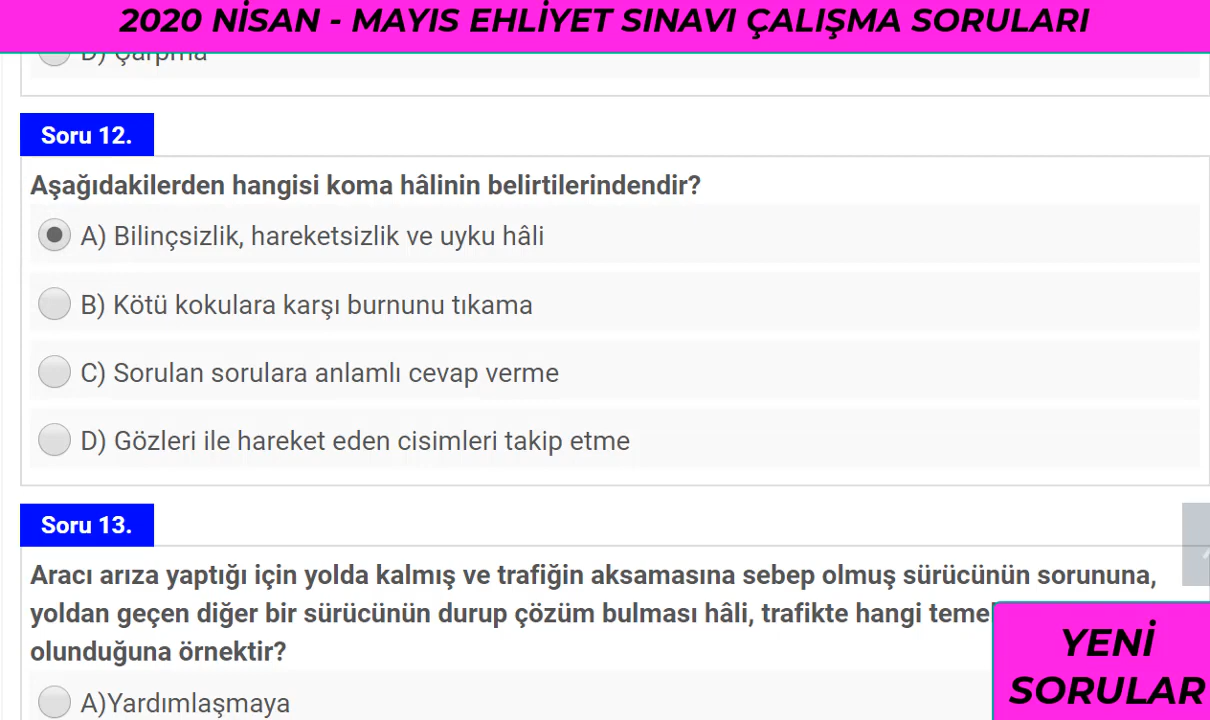 2020 NİSAN - MAYIS EHLİYET SINAVI ÇALIŞMA SORULARI
D) Çarpma
Soru 12.
Aşağıdakilerden hangisi koma hâlinin belirtilerindendir?
A) Bilinçsizlik, hareketsizlik ve uyku hâli
B) Kötü kokulara karşı burnunu tıkama
C) Sorulan sorulara anlamlı cevap verme
D) Gözleri ile hareket eden cisimleri takip etme
Soru 13.
Aracı arıza yaptığı için yolda kalmış ve trafiğin aksamasına sebep olmuş sürücünün sorununa,
yoldan geçen diğer bir sürücünün durup çözüm bulması hâli, trafikte hangi teme
olunduğuna örnektir?
A)Yardımlaşmaya
YENİ
SORULAR